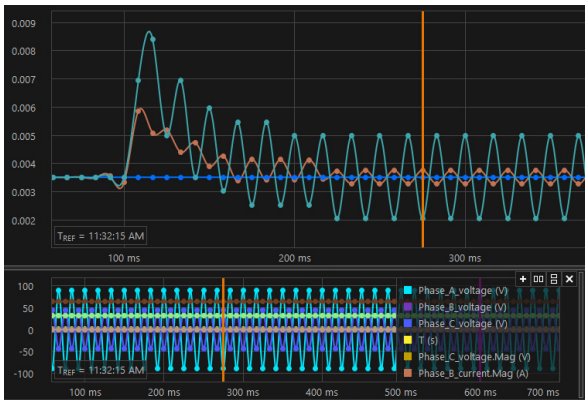 0.009
0.008
0.007
0.006
0.005
0.004
0.003
0.002
TREF = 11:32:15 AM
100 ms
200 ms
300 ms
100
50
0
-50
-100
Phase_A_voltage (V)
Phase_B_voltage (V)
Phase_C_voltage (V)
T (s)
Phase_C_voltage.Mag (V)
Phase_B_current.Mag (A)
TREF = 11:32:15 AM
100 ms
200 ms
300 ms
400 ms
500 ms
600 ms
700 ms